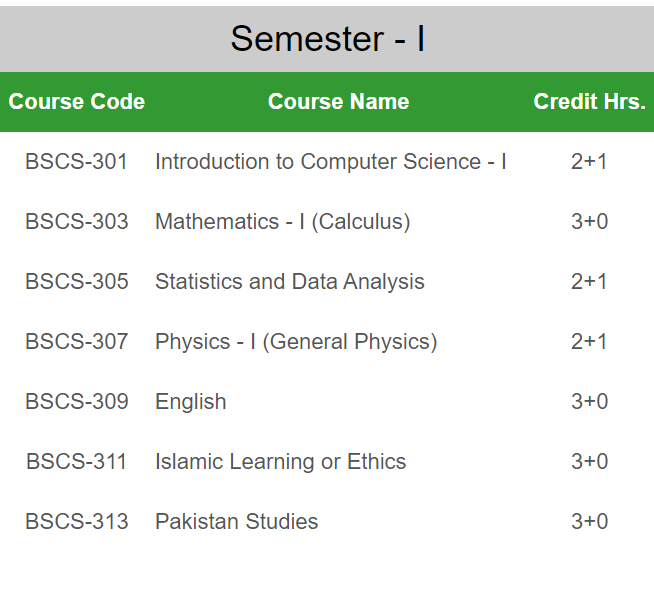 Semester - I
Course Code Course Name Credit Hrs.
BSCS-301 Introduction to Computer Science - I 2+1
BSCS-303 Mathematics - I (Calculus) 3+0
BSCS-305 Statistics and Data Analysis 2+1
BSCS-307 Physics - I (General Physics) 2+1
BSCS-309 English 3+0
BSCS-311 Islamic Learning or Ethics 3+0
BSCS-313 Pakistan Studies 3+0